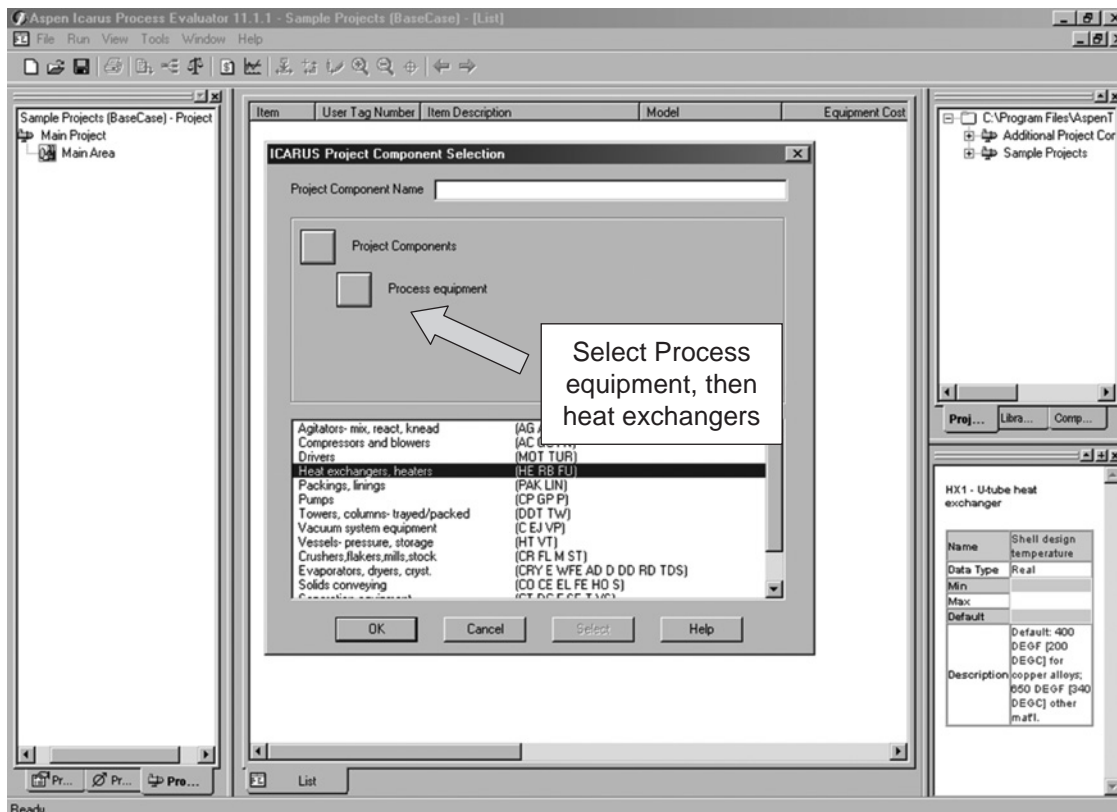 Aspen Icarus Process Evaluator 11.1.1 - Sample Projects (BaseCase) - [List]
File Run View Tools Window Help
Sample Projects (BaseCase) - Project
Main Project
Main Area
Item User Tag Number Item Description Model Equipment Cost
C:\Program Files\AspenT
Additional Project Cor
Sample Projects
ICARUS Project Component Selection
Project Component Name
Project Components
Process equipment
Select Process
equipment, then
heat exchangers
Agitators- mix, react, knead (AG
Compressors and blowers (AC
Drivers (MOT TUR)
Heat exchangers, heaters (HE RB FU)
Packings, linings (PAK LIN)
Pumps (CP GP P)
Towers, columns- trayed/packed (DDT TW)
Vacuum system equipment (C EJ VP)
Vessels- pressure, storage (HT VT)
Crushers,flakers,mills,stock (CR FL M ST)
Evaporators, dryers, cryst. (CRY E WFE AD D DD RD TDS)
Solids conveying (CO CE EL FE HO S)
OK Cancel Select Help
Proj... Libra... Comp...
HX1 - U-tube heat
exchanger
Name Shell design
temperature
Data Type Real
Min
Max
Default
Description Default: 400
DEGF [200
DEGC] for
copper alloys;
650 DEGF [340
DEGC] other
mat'l.
Pr... Pr... Pro...
List
Ready